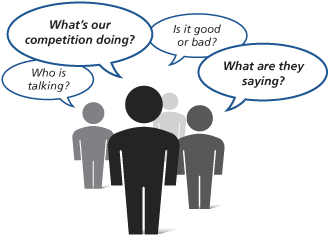 What's our
competition doing?
Is it good
or bad?
Who is
talking?
What are they
saying?